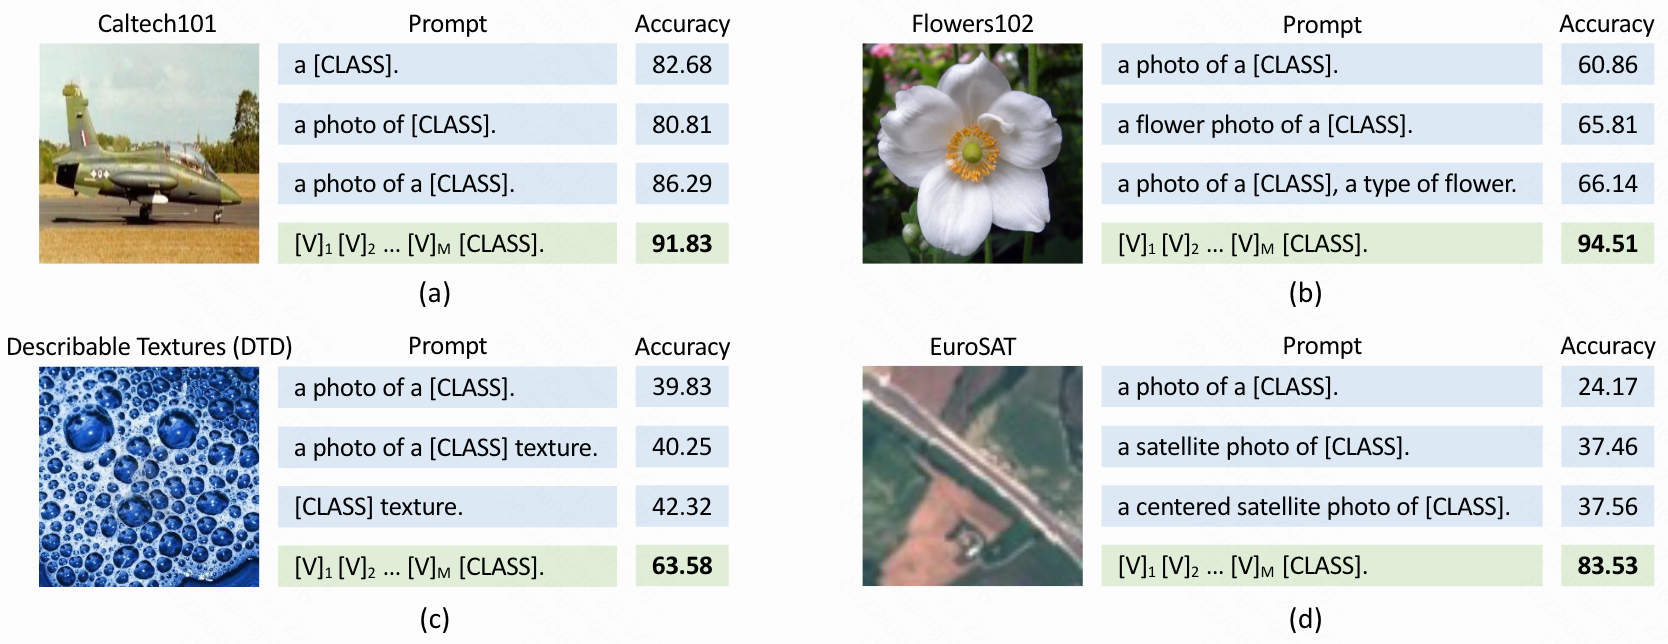 Caltech101 Prompt Accuracy
a [CLASS]. 82.68
a photo of [CLASS]. 80.81
a photo of a [CLASS]. 86.29
[V]₁ [V]₂ ... [V]ₘ [CLASS]. 91.83
(a)
Flowers102 Prompt Accuracy
a photo of a [CLASS]. 60.86
a flower photo of a [CLASS]. 65.81
a photo of a [CLASS], a type of flower. 66.14
[V]₁ [V]₂ ... [V]ₘ [CLASS]. 94.51
(b)
Describable Textures (DTD) Prompt Accuracy
a photo of a [CLASS]. 39.83
a photo of a [CLASS] texture. 40.25
[CLASS] texture. 42.32
[V]₁ [V]₂ ... [V]ₘ [CLASS]. 63.58
(c)
EuroSAT Prompt Accuracy
a photo of a [CLASS]. 24.17
a satellite photo of [CLASS]. 37.46
a centered satellite photo of [CLASS]. 37.56
[V]₁ [V]₂ ... [V]ₘ [CLASS]. 83.53
(d)